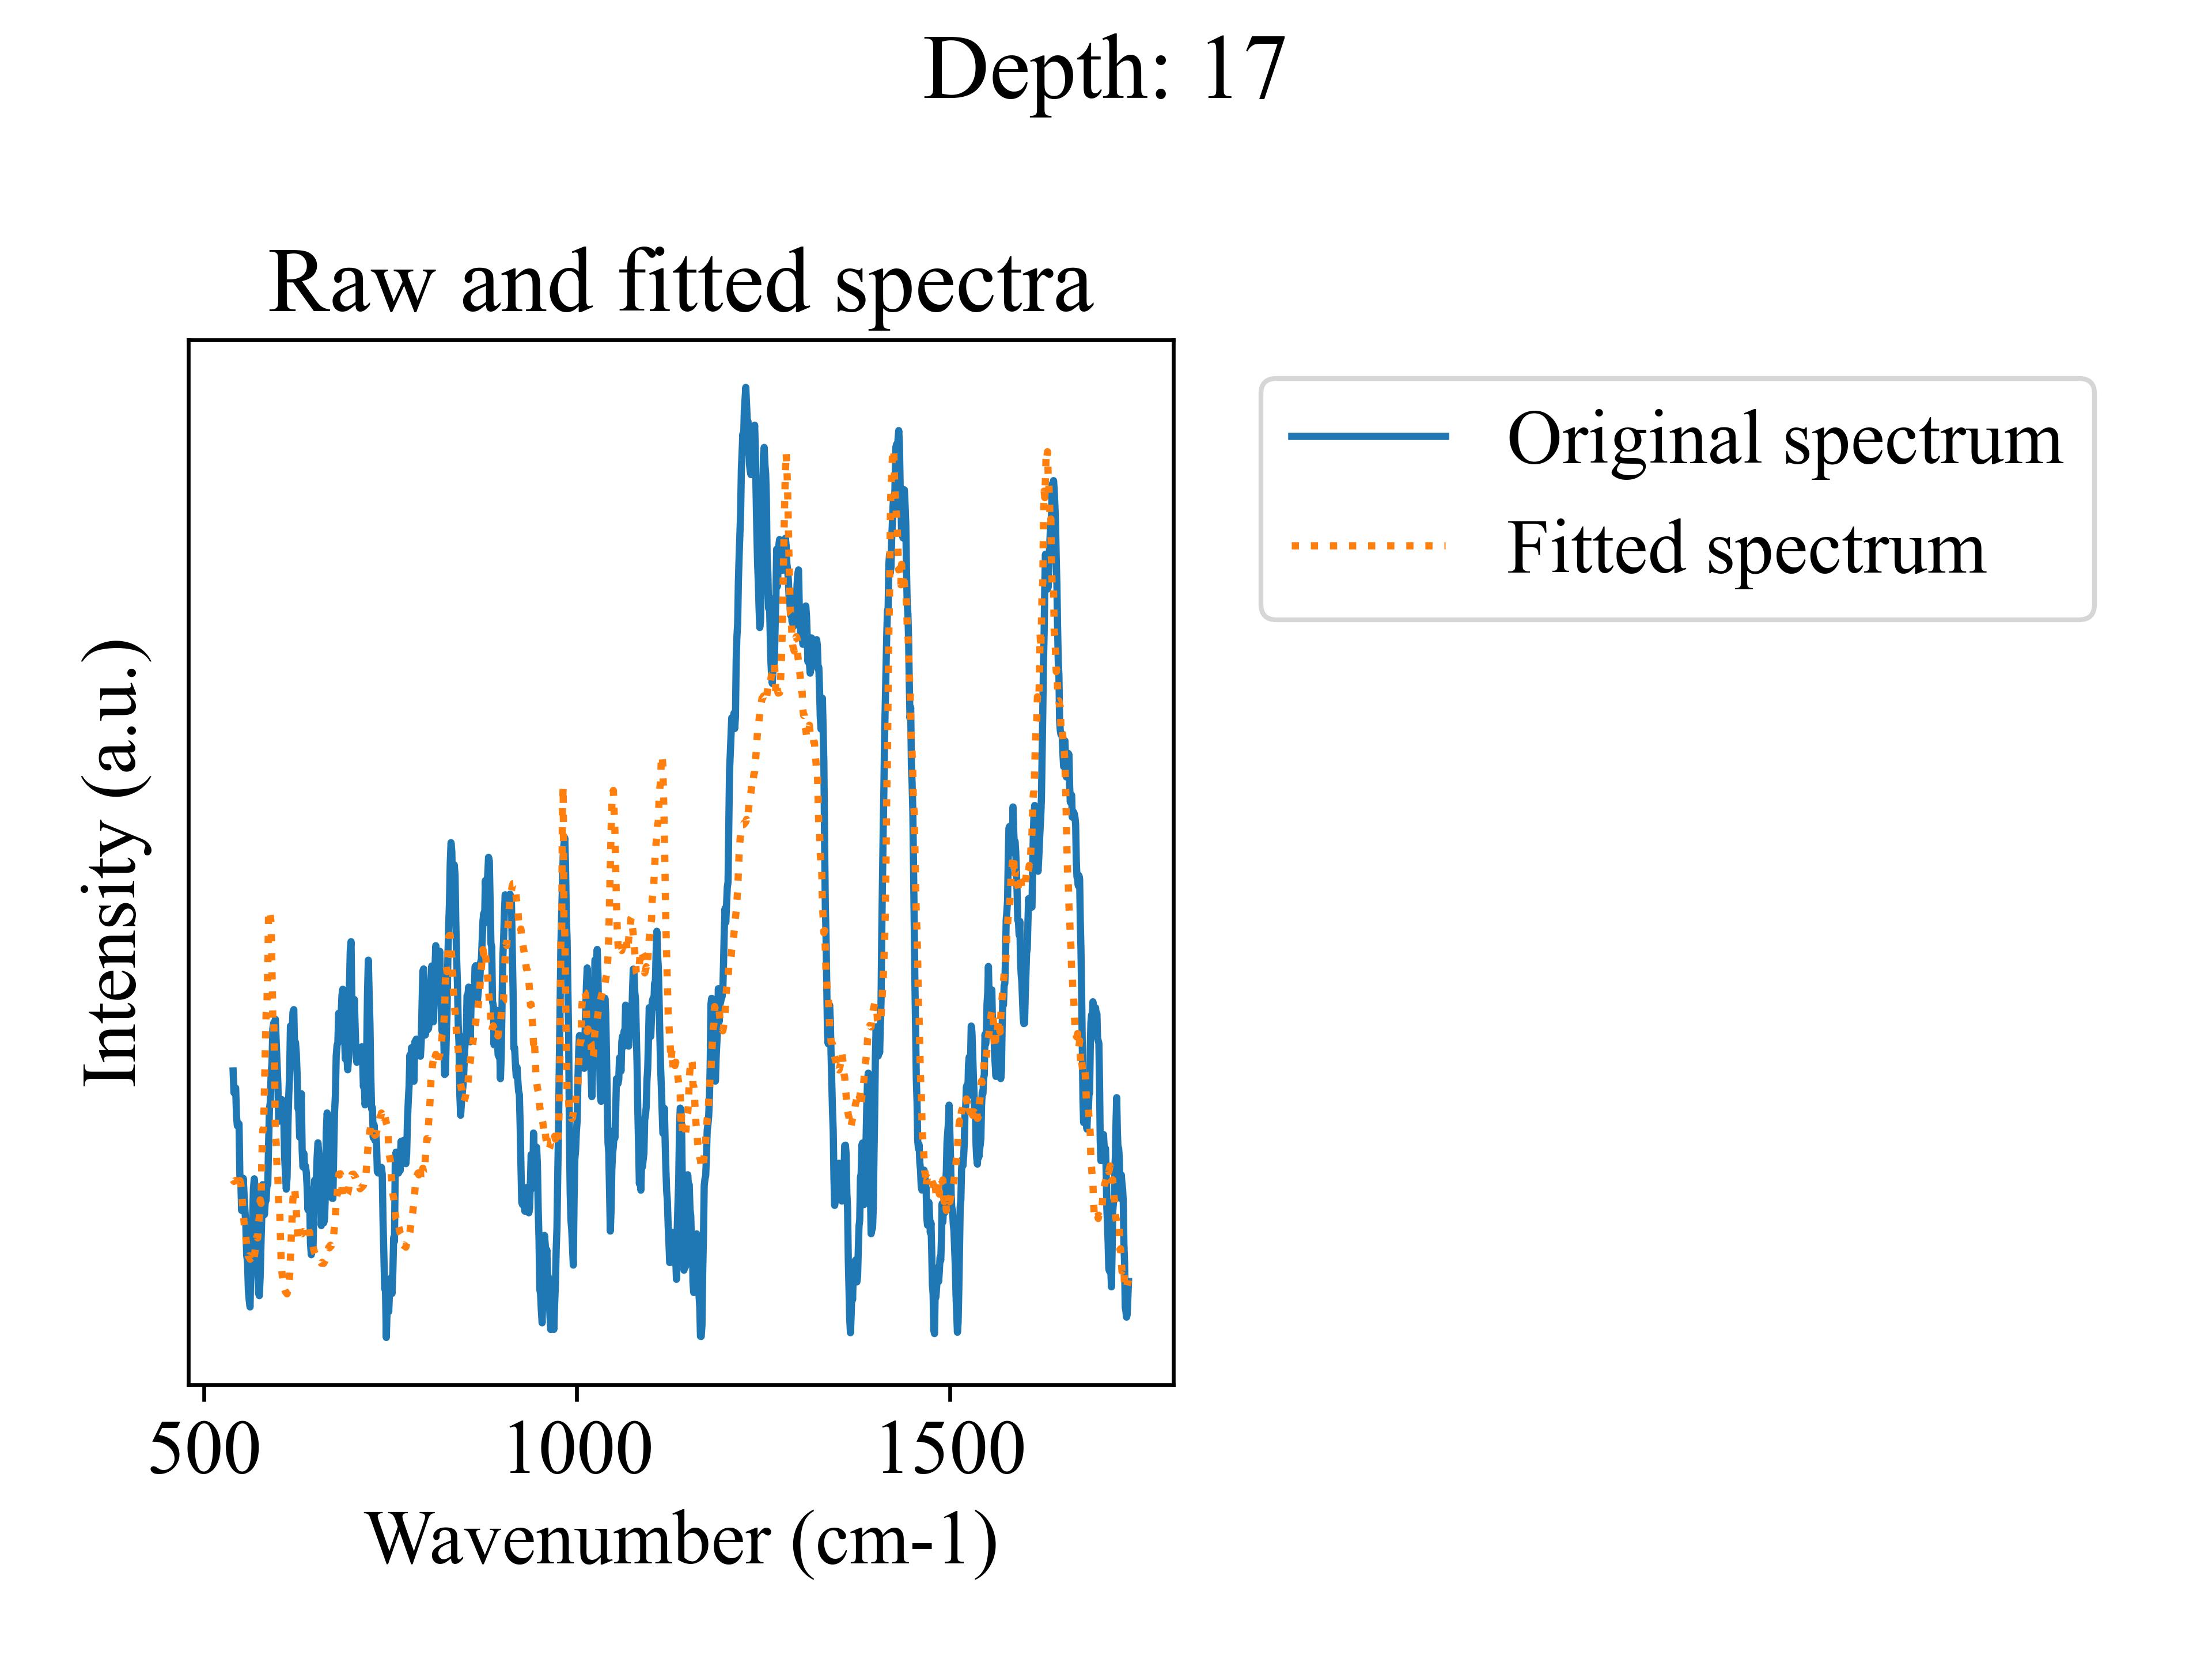 Depth: 17
Raw and fitted spectra
Original spectrum
Fitted spectrum
Intensity (a.u.)
500 1000 1500
Wavenumber (cm-1)